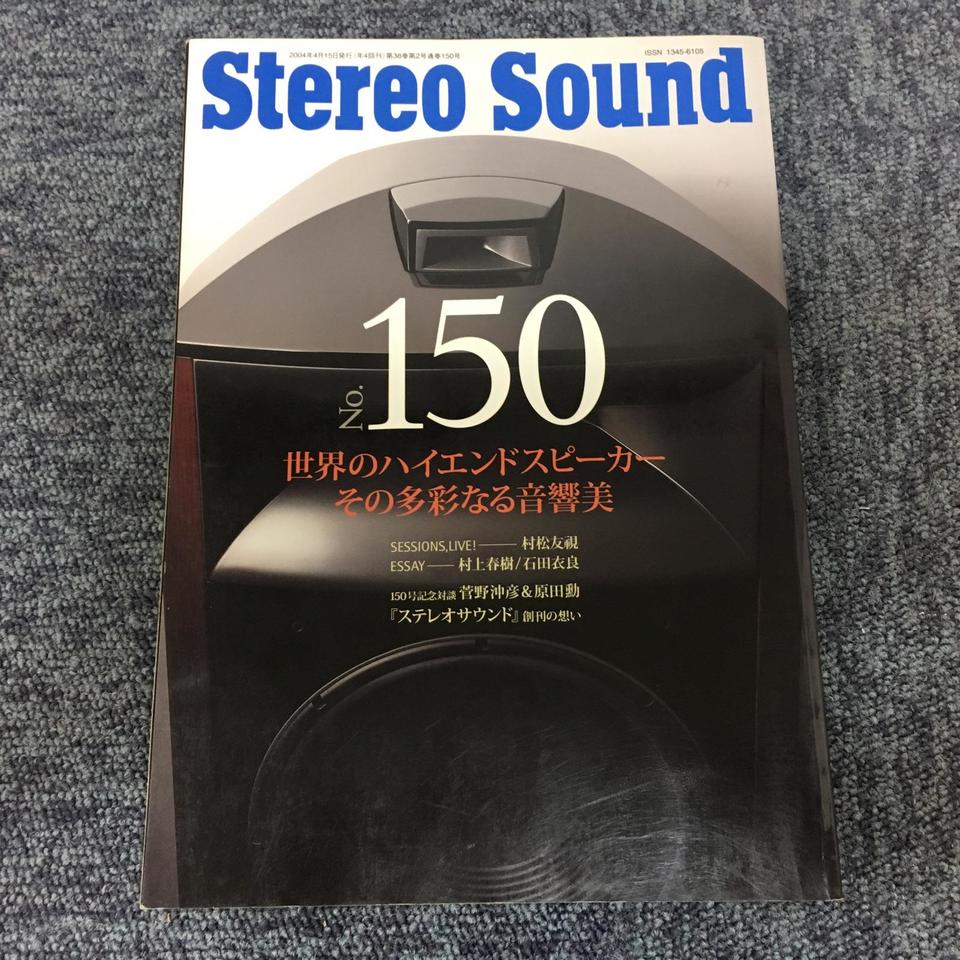 2004年4月15日発行(年4回刊)第38巻第2号通巻150号
ISSN 1345-6105
Stereo Sound
No.150
世界のハイエンドスピーカー
その多彩なる音響美
SESSIONS,LIVE!——村松友視
ESSAY——村上春樹/石田衣良
150号記念対談 菅野沖彦&原田勳
『ステレオサウンド』創刊の想い